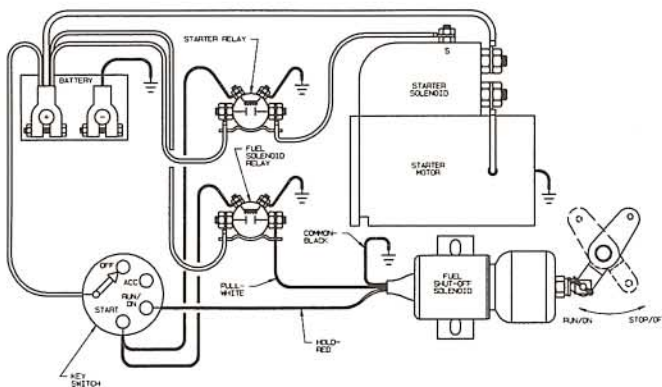 STARTER RELAY
S
BATTERY
+
-
STARTER
SOLENOID
FUEL
SOLENOID
RELAY
STARTER
MOTOR
COMMON-
BLACK
OFF
ACC
RUN/
ON
START
PULL-
WHITE
FUEL
SHUT-OFF
SOLENOID
RUN/ON
STOP/OF
HOLD-
RED
KEY
SWITCH